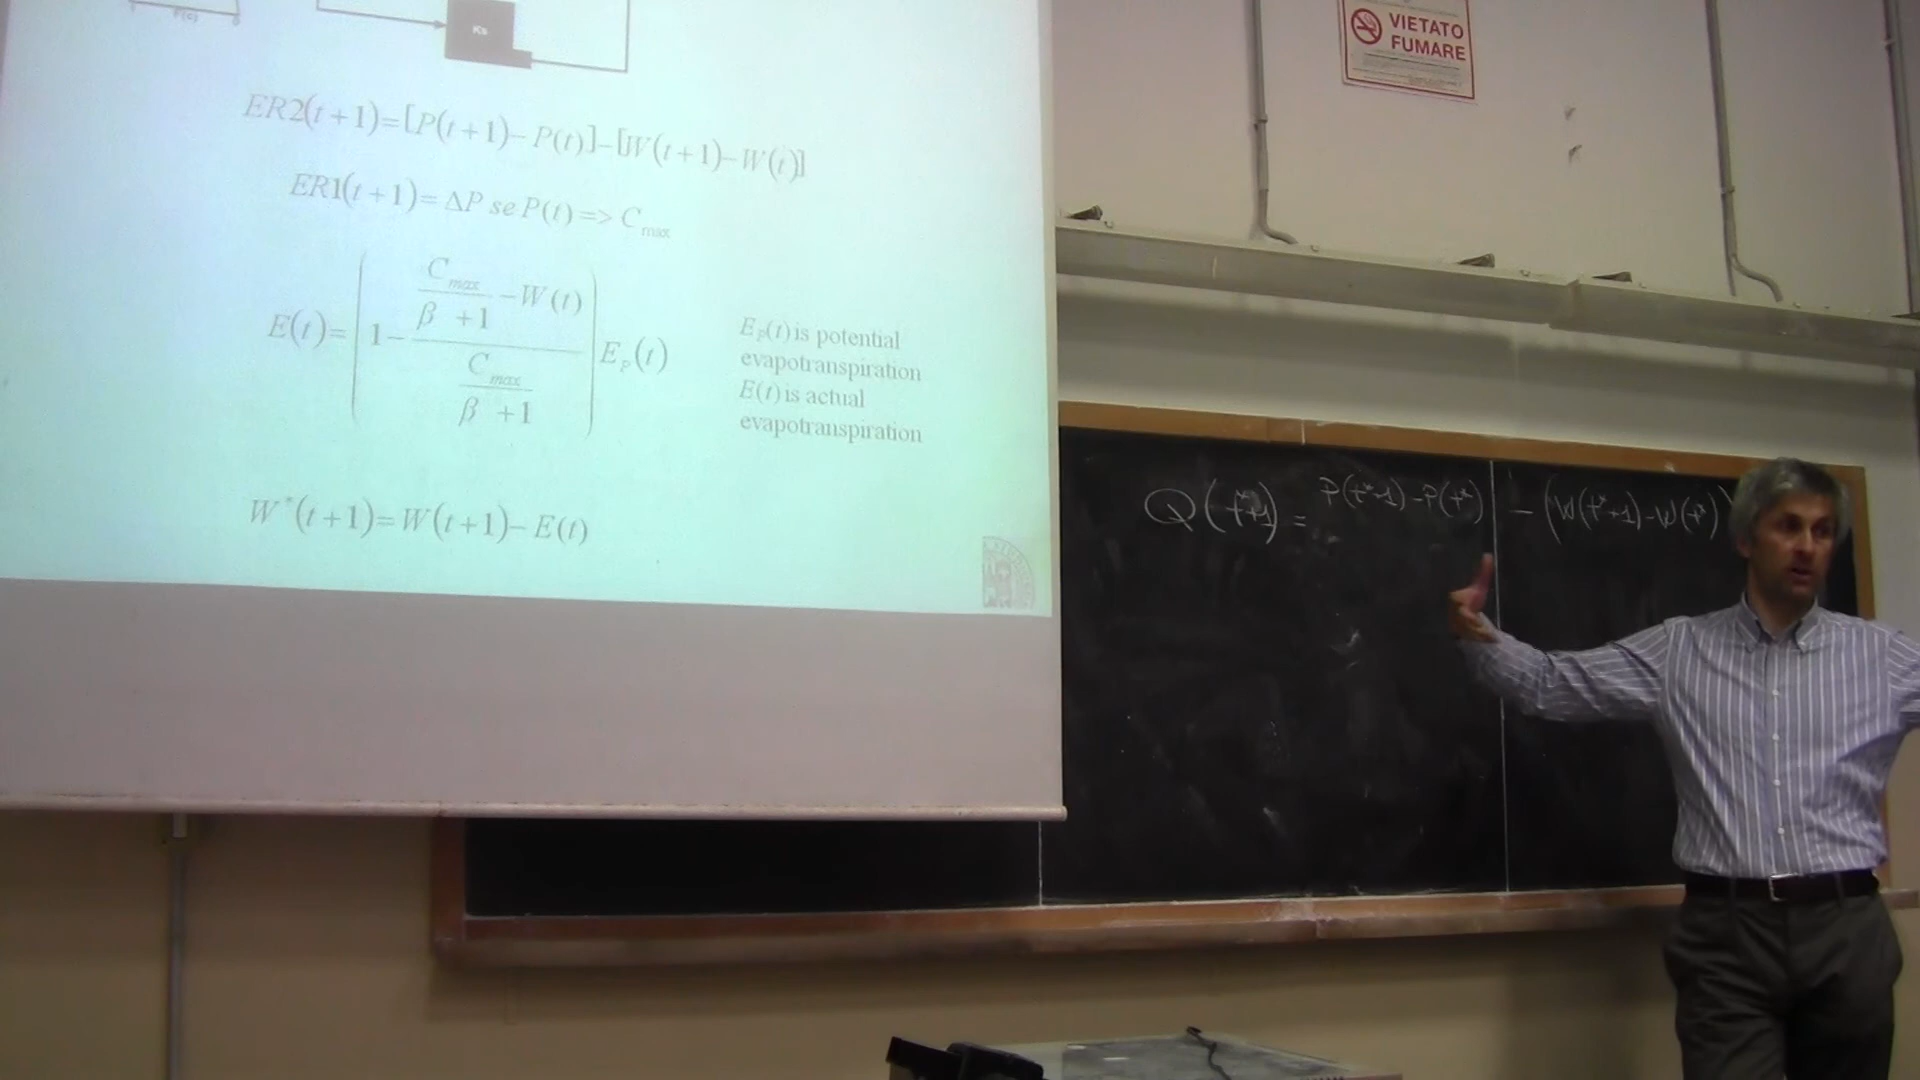 VIETATO
FUMARE
F(c)
Ks
ER2(t+1)=[P(t+1)−P(t)]−[W(t+1)−W(t)]
ER1(t+1)=ΔP se P(t)=>C_max
E(t)=(1−(C_max/(β+1)−W(t))/(C_max/(β+1)))E_P(t)
E_P(t) is potential
evapotranspiration
E(t) is actual
evapotranspiration
W*(t+1)=W(t+1)−E(t)
Q(t*+1)= P(t*-1)-P(t*) - (W(t*+1)-W(t*)